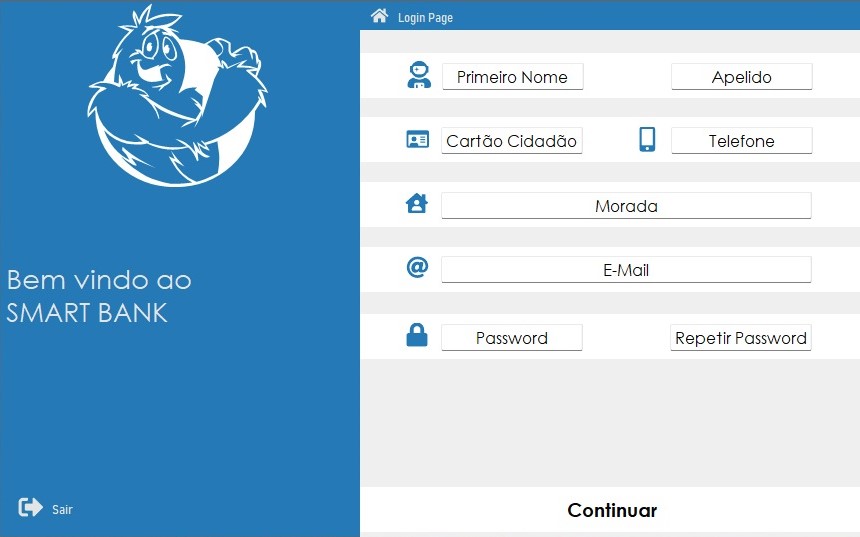 Login Page
Primeiro Nome
Apelido
Cartão Cidadão
Telefone
Morada
E-Mail
Password
Repetir Password
Bem vindo ao
SMART BANK
Sair
Continuar